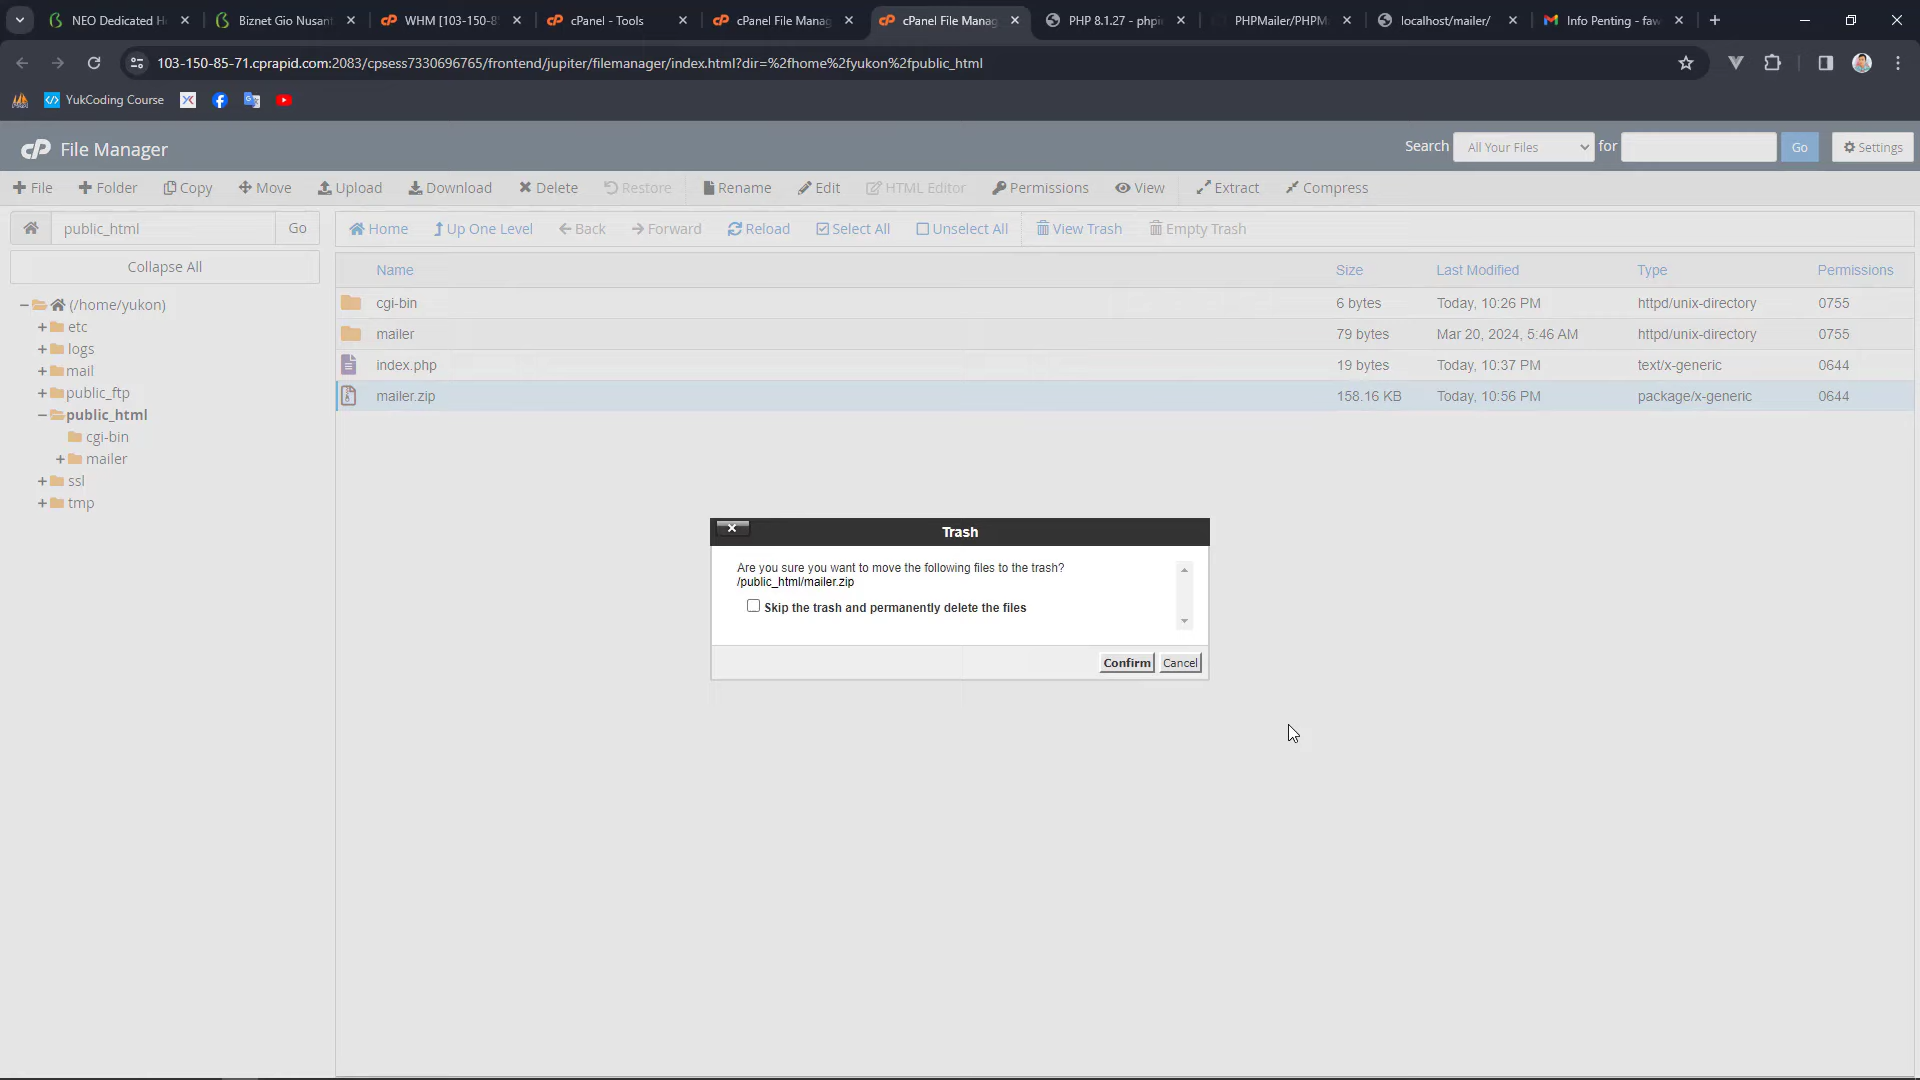 NEO Dedicated H
Biznet Gio Nusant
WHM [103-150-8
cPanel - Tools
cPanel File Manag
cPanel File Manag
PHP 8.1.27 - phpi
PHPMailer/PHPM
localhost/mailer/
Info Penting - faw
103-150-85-71.cprapid.com:2083/cpsess7330696765/frontend/jupiter/filemanager/index.html?dir=%2fhome%2fyukon%2fpublic_html
YukCoding Course
cP File Manager
Search All Your Files for Go Settings
File Folder Copy Move Upload Download Delete Restore Rename Edit HTML Editor Permissions View Extract Compress
public_html Go
Home Up One Level Back Forward Reload Select All Unselect All View Trash Empty Trash
Collapse All
(/home/yukon)
etc
logs
mail
public_ftp
public_html
cgi-bin
mailer
ssl
tmp
Name Size Last Modified Type Permissions
cgi-bin 6 bytes Today, 10:26 PM httpd/unix-directory 0755
mailer 79 bytes Mar 20, 2024, 5:46 AM httpd/unix-directory 0755
index.php 19 bytes Today, 10:37 PM text/x-generic 0644
mailer.zip 158.16 KB Today, 10:56 PM package/x-generic 0644
Trash
Are you sure you want to move the following files to the trash?
/public_html/mailer.zip
Skip the trash and permanently delete the files
Confirm Cancel